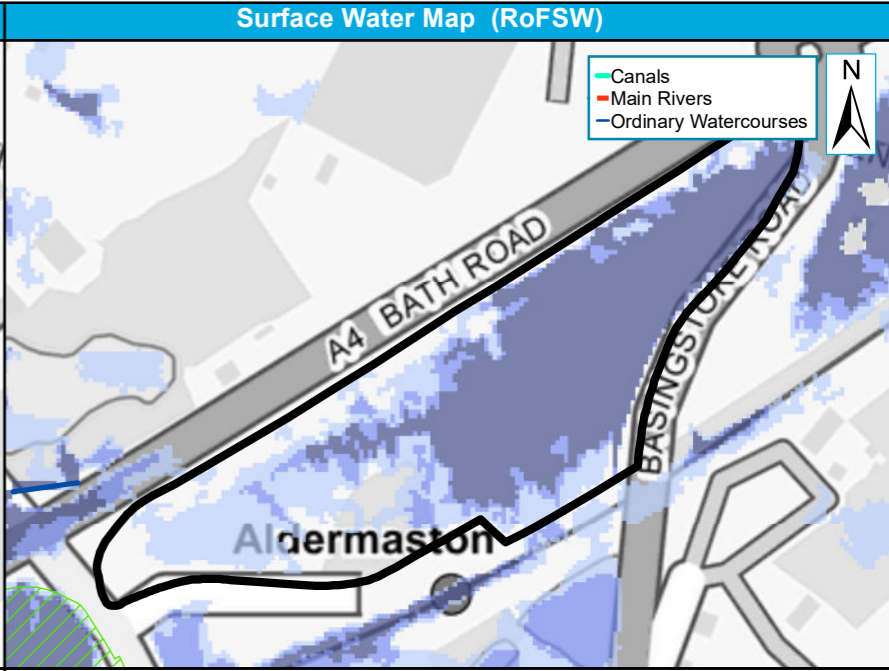 Surface Water Map (RoFSW)
Canals
Main Rivers
Ordinary Watercourses
N
A4 BATH ROAD
BASINGSTOKE ROAD
Aldermaston